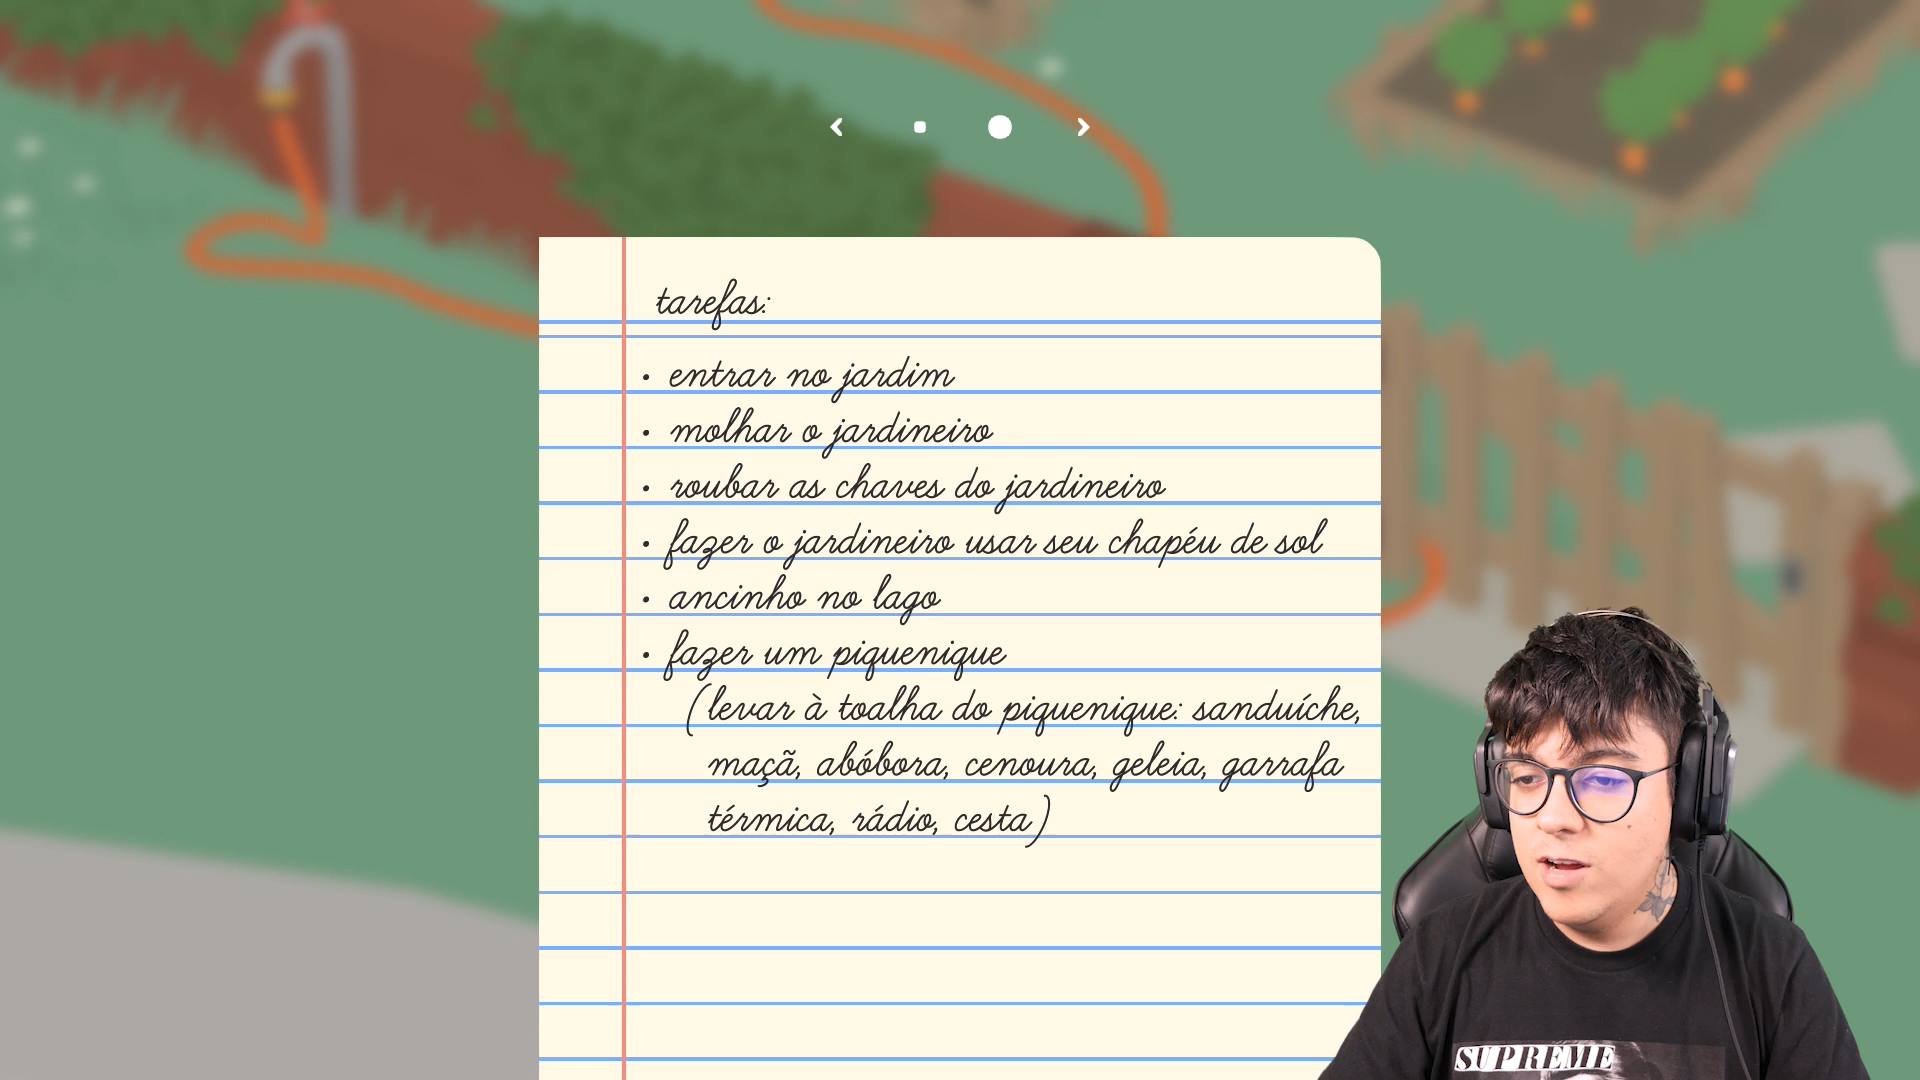 tarefas:
• entrar no jardim
• molhar o jardineiro
• roubar as chaves do jardineiro
• fazer o jardineiro usar seu chapéu de sol
• ancinho no lago
• fazer um piquenique
(levar à toalha do piquenique: sanduíche,
maçã, abóbora, cenoura, geleia, garrafa
térmica, rádio, cesta)
SUPREME